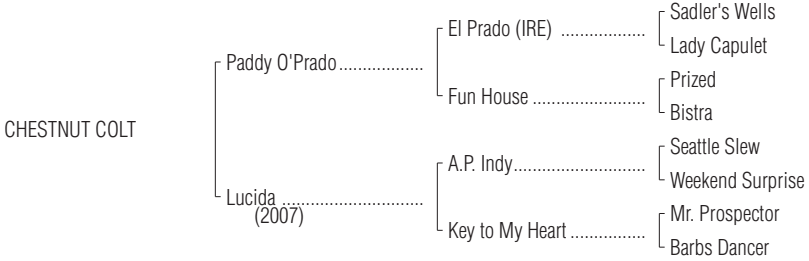 Sadler's Wells
El Prado (IRE) ..................
Lady Capulet
Paddy O'Prado..................
Prized
Fun House ........................
Bistra
CHESTNUT COLT
Seattle Slew
A.P. Indy............................
Weekend Surprise
Lucida ..............................
(2007)
Mr. Prospector
Key to My Heart ................
Barbs Dancer